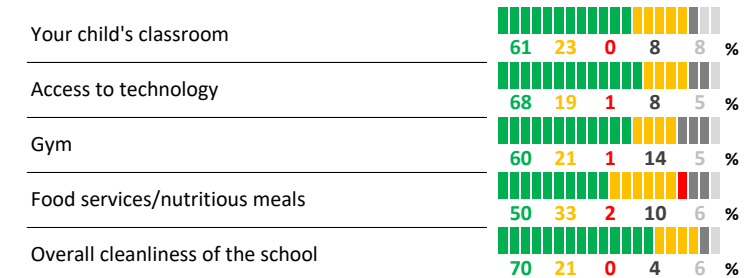 Your child's classroom
61 23 0 8 8 %
Access to technology
68 19 1 8 5 %
Gym
60 21 1 14 5 %
Food services/nutritious meals
50 33 2 10 6 %
Overall cleanliness of the school
70 21 0 4 6 %